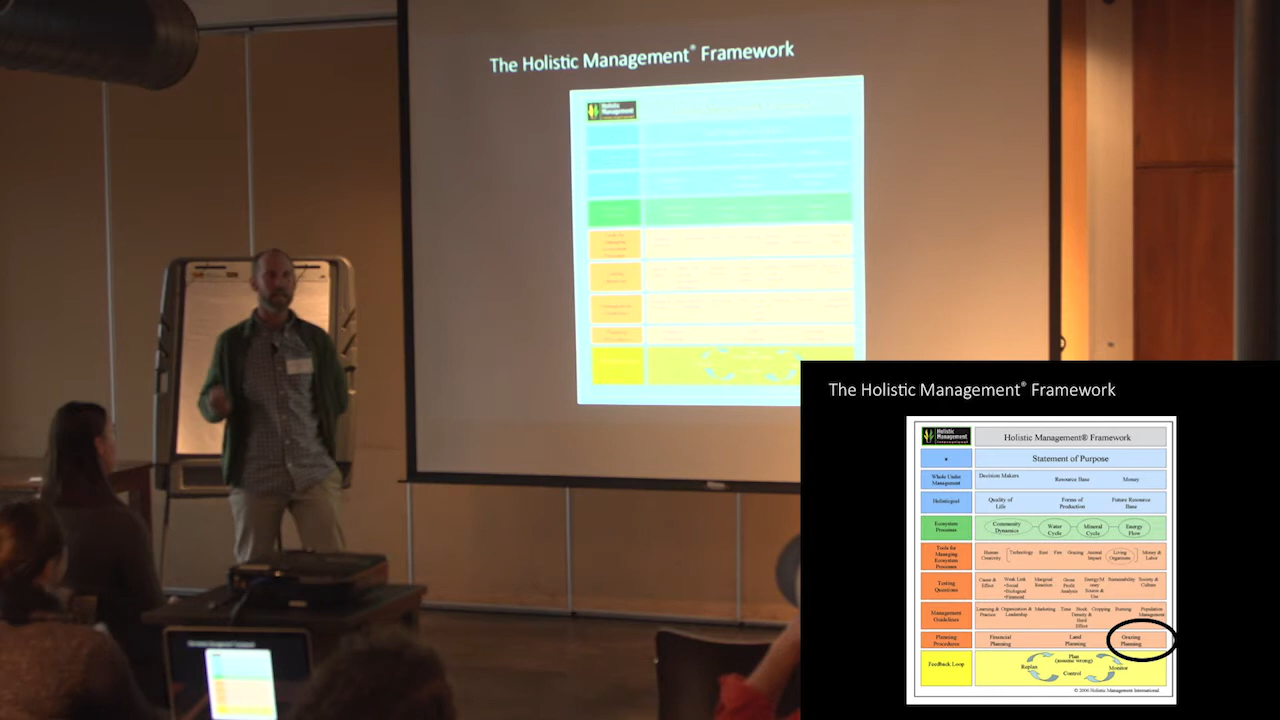 The Holistic Management® Framework
Holistic
Management
The Holistic Management® Framework
Holistic
Management
International
Holistic Management® Framework
Statement of Purpose
Whole Under
Management
Decision Makers
Resource Base
Money
Holisticgoal
Quality of
Life
Forms of
Production
Future Resource
Base
Ecosystem
Processes
Community
Dynamics
Water
Cycle
Mineral
Cycle
Energy
Flow
Tools for
Managing
Ecosystem
Processes
Human
Creativity
Technology
Rest
Fire
Grazing
Animal
Impact
Living
Organisms
Money &
Labor
Testing
Questions
Cause &
Effect
Weak Link
•Social
•Biological
•Financial
Marginal
Reaction
Gross
Profit
Analysis
Energy/M
oney
Source &
Use
Sustainability
Society &
Culture
Management
Guidelines
Learning &
Practice
Organization &
Leadership
Marketing
Time
Stock
Density &
Herd
Effect
Cropping
Burning
Population
Management
Planning
Procedures
Financial
Planning
Land
Planning
Grazing
Planning
Feedback Loop
Plan
(assume wrong)
Replan
Monitor
Control
© 2006 Holistic Management International